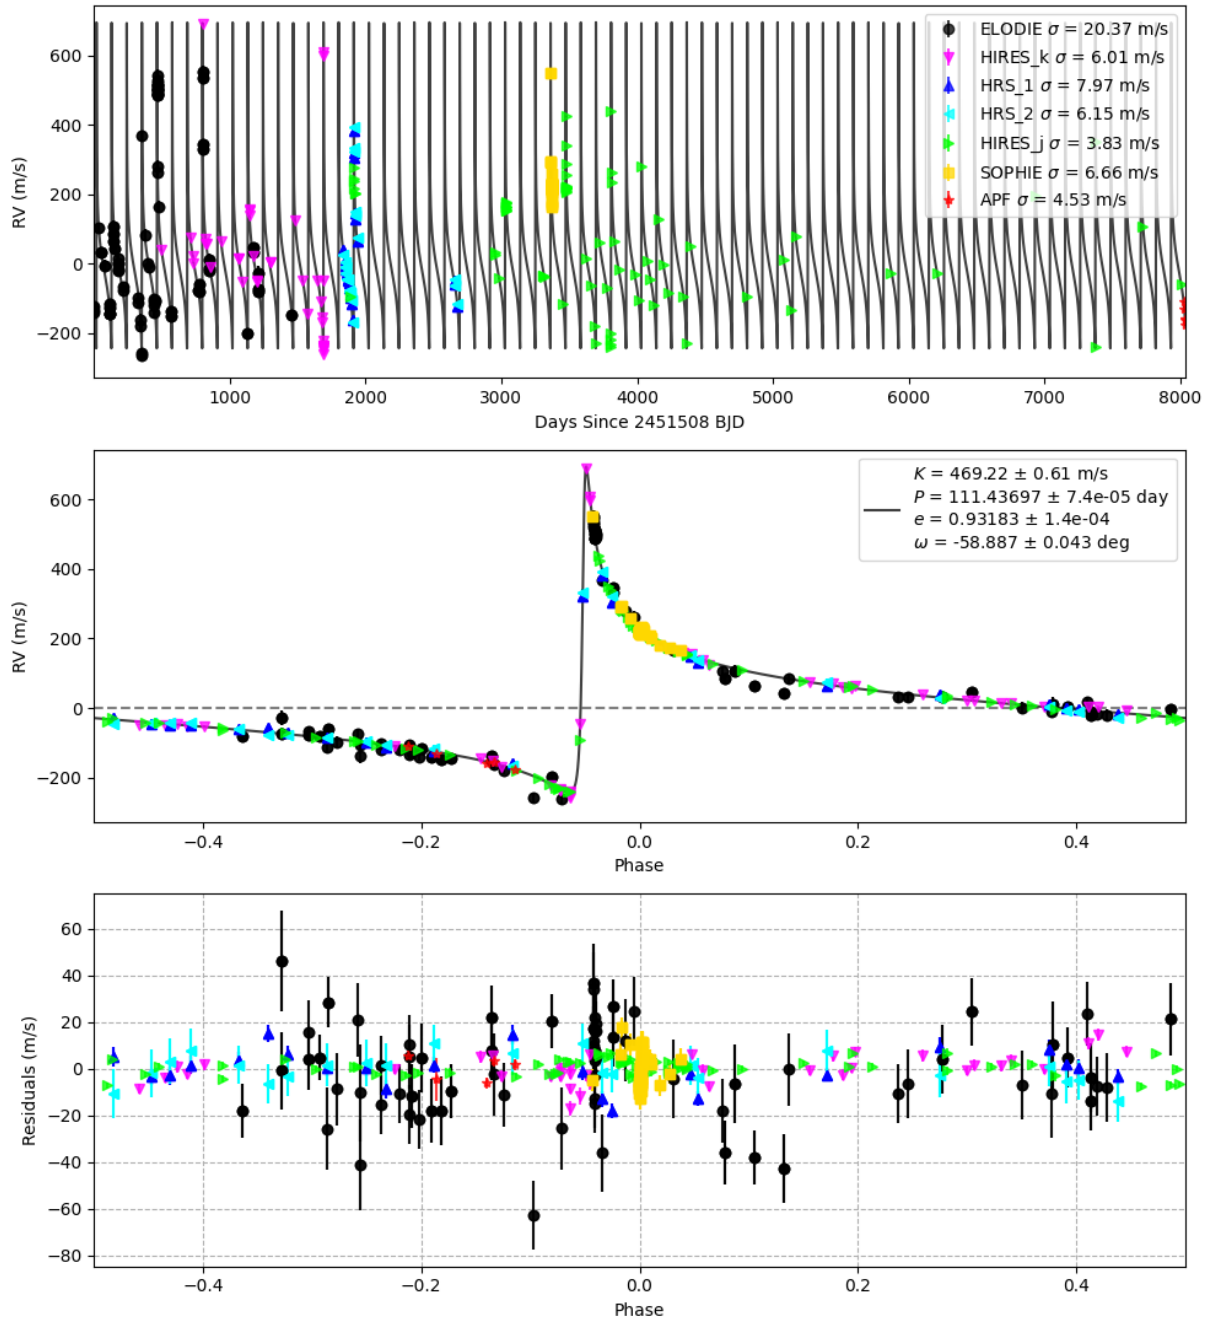 600
400
200
0
−200
RV (m/s)
ELODIE σ = 20.37 m/s
HIRES_k σ = 6.01 m/s
HRS_1 σ = 7.97 m/s
HRS_2 σ = 6.15 m/s
HIRES_j σ = 3.83 m/s
SOPHIE σ = 6.66 m/s
APF σ = 4.53 m/s
1000 2000 3000 4000 5000 6000 7000 8000
Days Since 2451508 BJD
600
400
200
0
−200
RV (m/s)
K = 469.22 ± 0.61 m/s
P = 111.43697 ± 7.4e-05 day
e = 0.93183 ± 1.4e-04
ω = -58.887 ± 0.043 deg
−0.4 −0.2 0.0 0.2 0.4
Phase
60
40
20
0
−20
−40
−60
−80
Residuals (m/s)
−0.4 −0.2 0.0 0.2 0.4
Phase